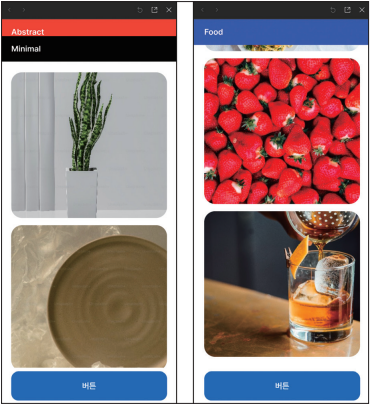 Abstract
Minimal
버튼
Food
버튼